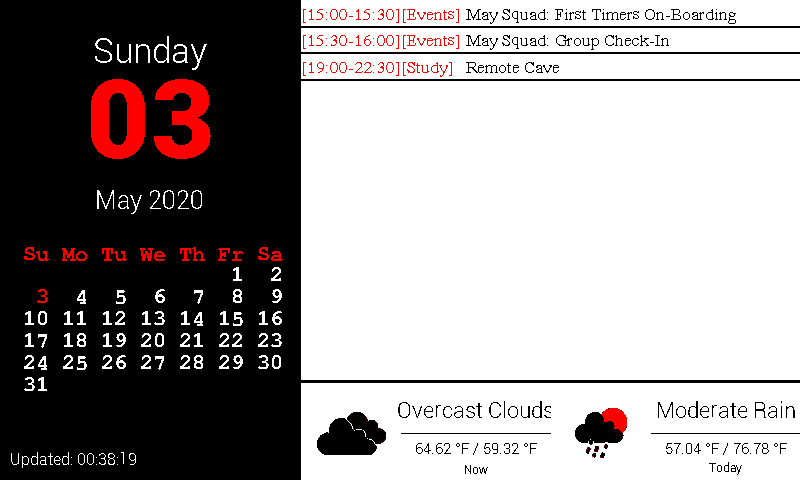 Sunday
03
May 2020
Su Mo Tu We Th Fr Sa
1 2
3 4 5 6 7 8 9
10 11 12 13 14 15 16
17 18 19 20 21 22 23
24 25 26 27 28 29 30
31
Updated: 00:38:19
[15:00-15:30][Events] May Squad: First Timers On-Boarding
[15:30-16:00][Events] May Squad: Group Check-In
[19:00-22:30][Study] Remote Cave
Overcast Clouds
64.62 °F / 59.32 °F
Now
Moderate Rain
57.04 °F / 76.78 °F
Today